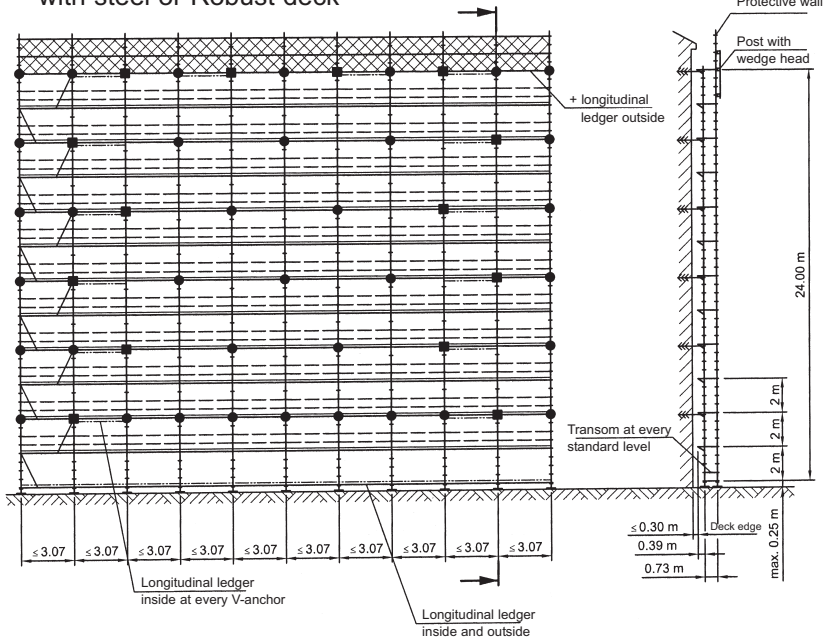 with steel or Robust deck
Protective wall
Post with
wedge head
+ longitudinal
ledger outside
24.00 m
Transom at every
standard level
2 m
2 m
2 m
≤ 0.30 m
Deck edge
0.39 m
0.73 m
max. 0.25 m
≤ 3.07
≤ 3.07
≤ 3.07
≤ 3.07
≤ 3.07
≤ 3.07
≤ 3.07
≤ 3.07
≤ 3.07
≤ 3.07
Longitudinal ledger
inside at every V-anchor
Longitudinal ledger
inside and outside